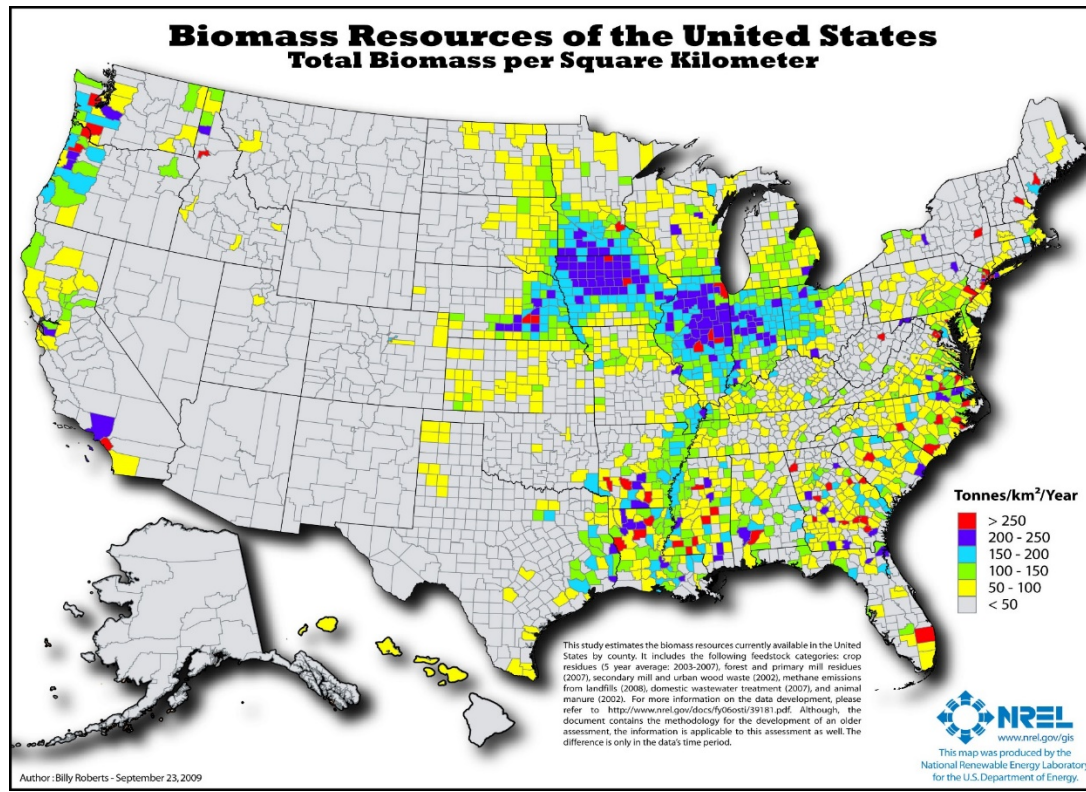 Biomass Resources of the United States
Total Biomass per Square Kilometer
Tonnes/km²/Year
> 250
200 - 250
150 - 200
100 - 150
50 - 100
< 50
This study estimates the biomass resources currently available in the United
States by county. It includes the following feedstock categories: crop
residues (5 year average: 2003-2007), forest and primary mill residues
(2007), secondary mill and urban wood waste (2002), methane emissions
from landfills (2008), domestic wastewater treatment (2007), and animal
manure (2002). For more information on the data development, please
refer to http://www.nrel.gov/docs/fy06osti/39181.pdf. Although, the
document contains the methodology for the development of an older
assessment, the information is applicable to this assessment as well. The
difference is only in the data's time period.
NREL
www.nrel.gov/gis
This map was produced by the
National Renewable Energy Laboratory
for the U.S. Department of Energy.
Author : Billy Roberts - September 23, 2009